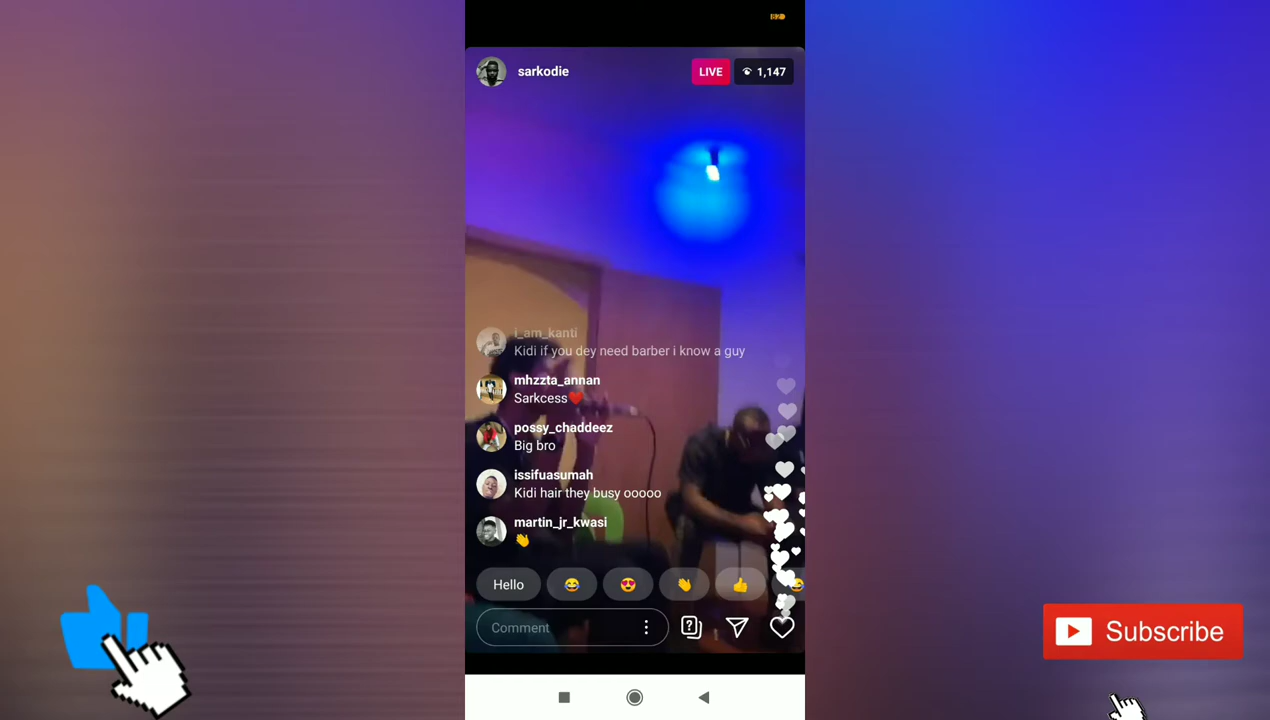 sarkodie
LIVE
1,147
i_am_kanti
Kidi if you dey need barber i know a guy
mhzzta_annan
Sarkcess❤️
possy_chaddeez
Big bro
issifuasumah
Kidi hair they busy ooooo
martin_jr_kwasi
👏
Hello 😂 😍 👏 👍 😂
Comment
Subscribe